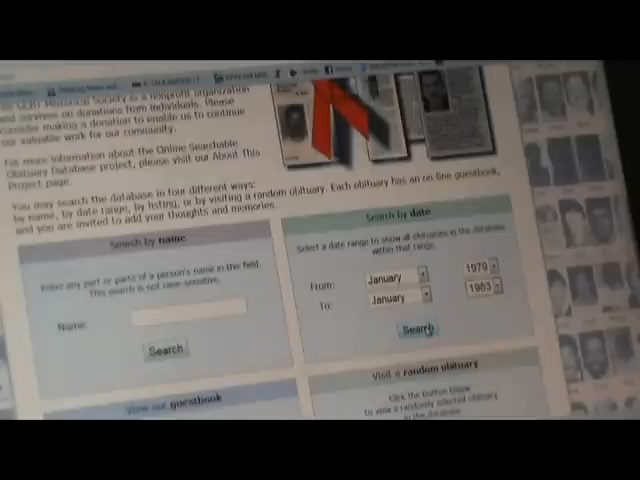 Historical Society is a nonprofit organization
and survives on donations from individuals. Please
consider making a donation to enable us to continue
our valuable work for our community.
For more information about the Online Searchable
Obituary Database project, please visit our About This
Project page.
You may search the database in four different ways:
by name, by date range, by listing, or by visiting a random obituary. Each obituary has an on-line guestbook,
and you are invited to add your thoughts and memories.
Search by name
Enter any part or parts of a person's name in the field.
This search is not case-sensitive.
Name:
Search
Search by date
Select a date range to show all obituaries in the database
within that range.
From: January 1979
To: January 1983
Search
View our guestbook
Visit a random obituary
Click the button below
to view a randomly selected obituary
in the database.